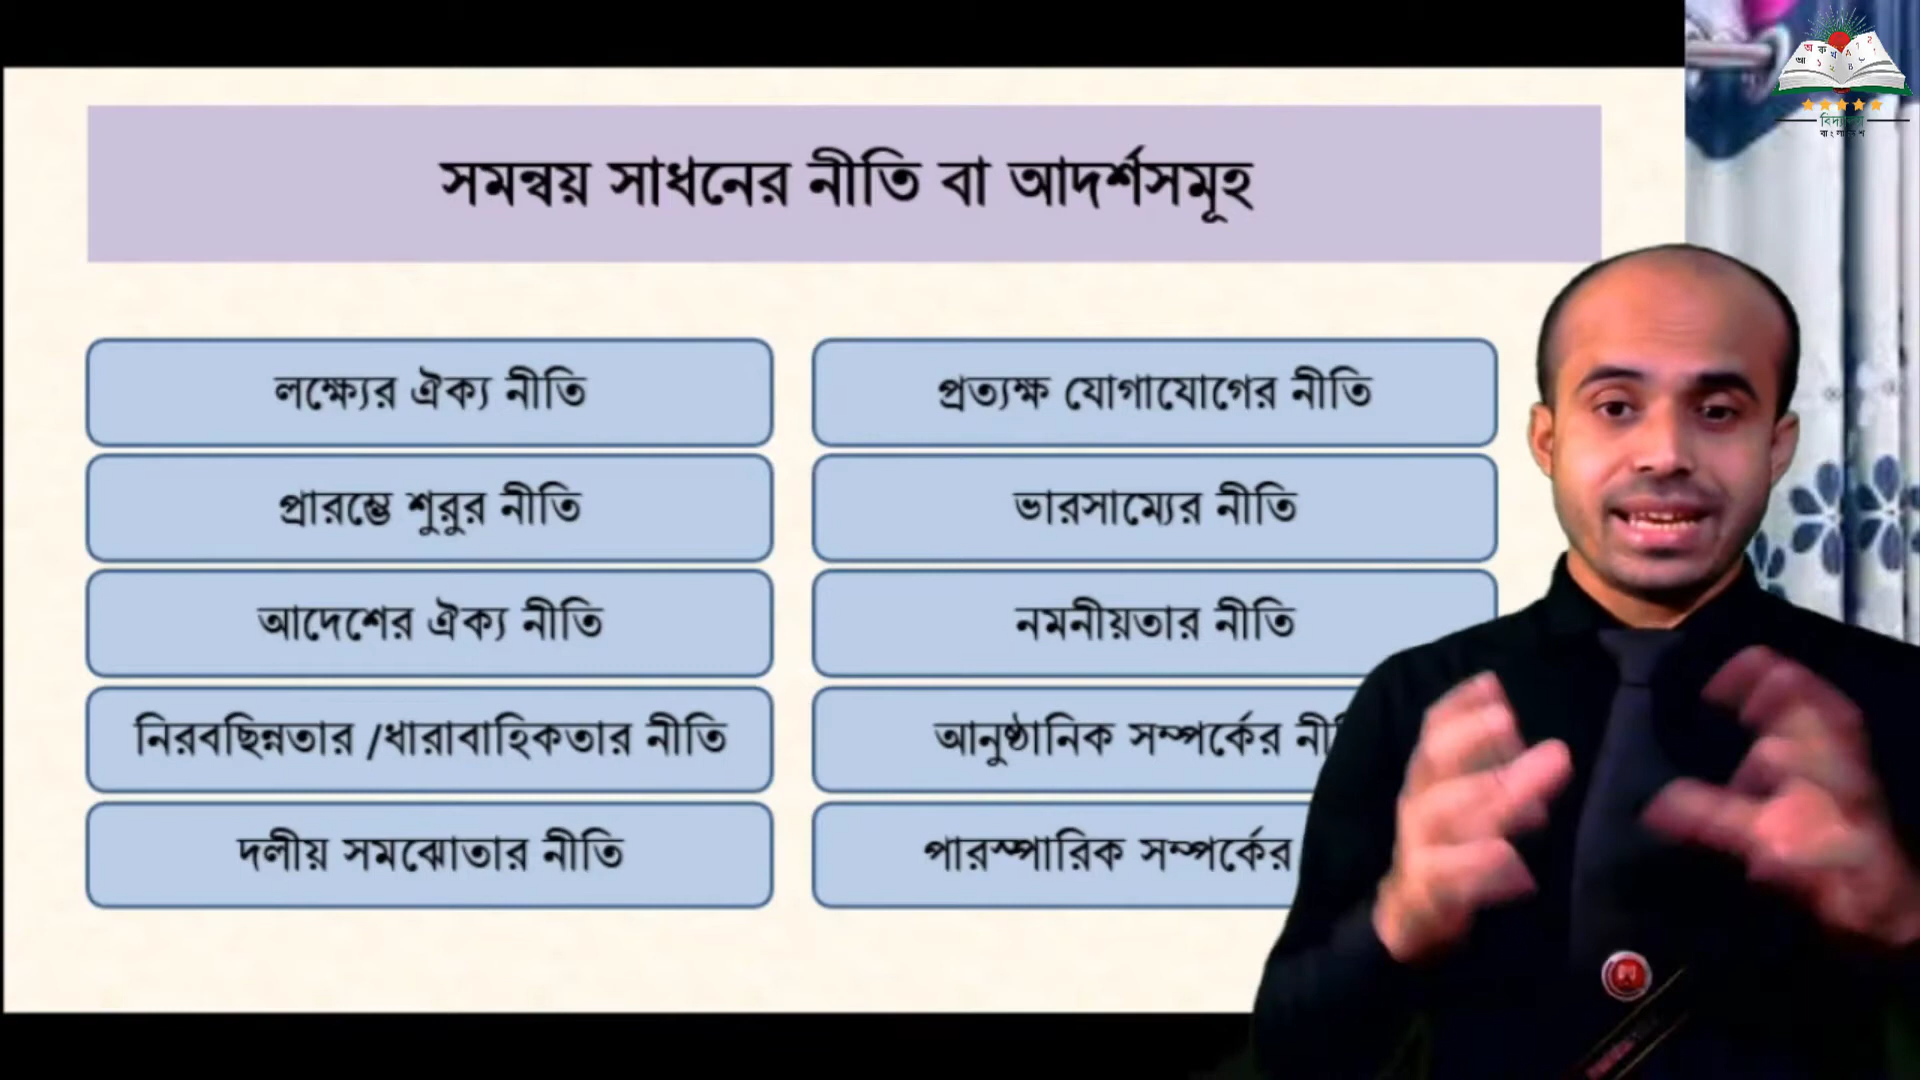 সমন্বয় সাধনের নীতি বা আদর্শসমূহ
লক্ষ্যের ঐক্য নীতি
প্রারম্ভে শুরুর নীতি
আদেশের ঐক্য নীতি
নিরবছিন্নতার /ধারাবাহিকতার নীতি
দলীয় সমঝোতার নীতি
প্রত্যক্ষ যোগাযোগের নীতি
ভারসাম্যের নীতি
নমনীয়তার নীতি
আনুষ্ঠানিক সম্পর্কের
পারস্পারিক সম্পর্কের